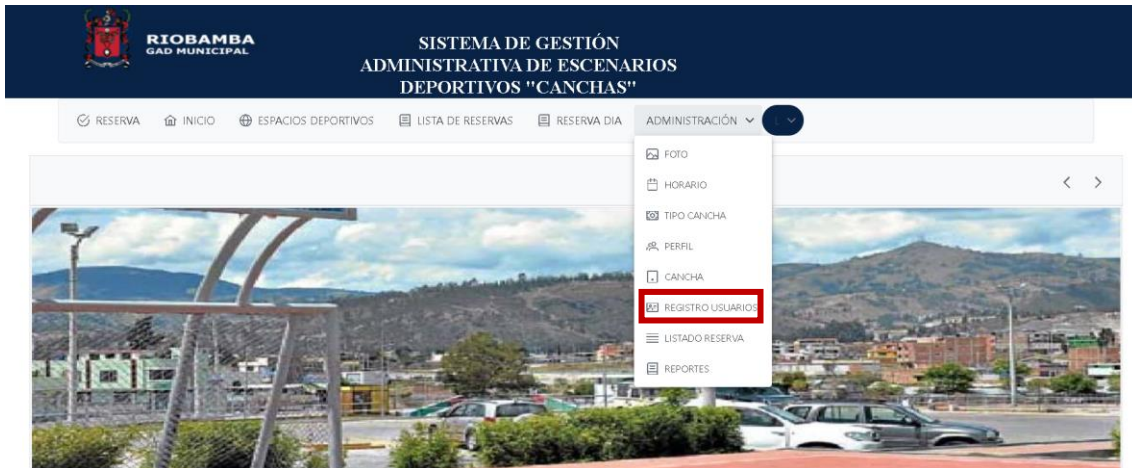 RIOBAMBA
GAD MUNICIPAL
SISTEMA DE GESTIÓN
ADMINISTRATIVA DE ESCENARIOS
DEPORTIVOS "CANCHAS"
RESERVA INICIO ESPACIOS DEPORTIVOS LISTA DE RESERVAS RESERVA DIA ADMINISTRACIÓN
FOTO
HORARIO
TIPO CANCHA
PERFIL
CANCHA
REGISTRO USUARIOS
LISTADO RESERVA
REPORTES